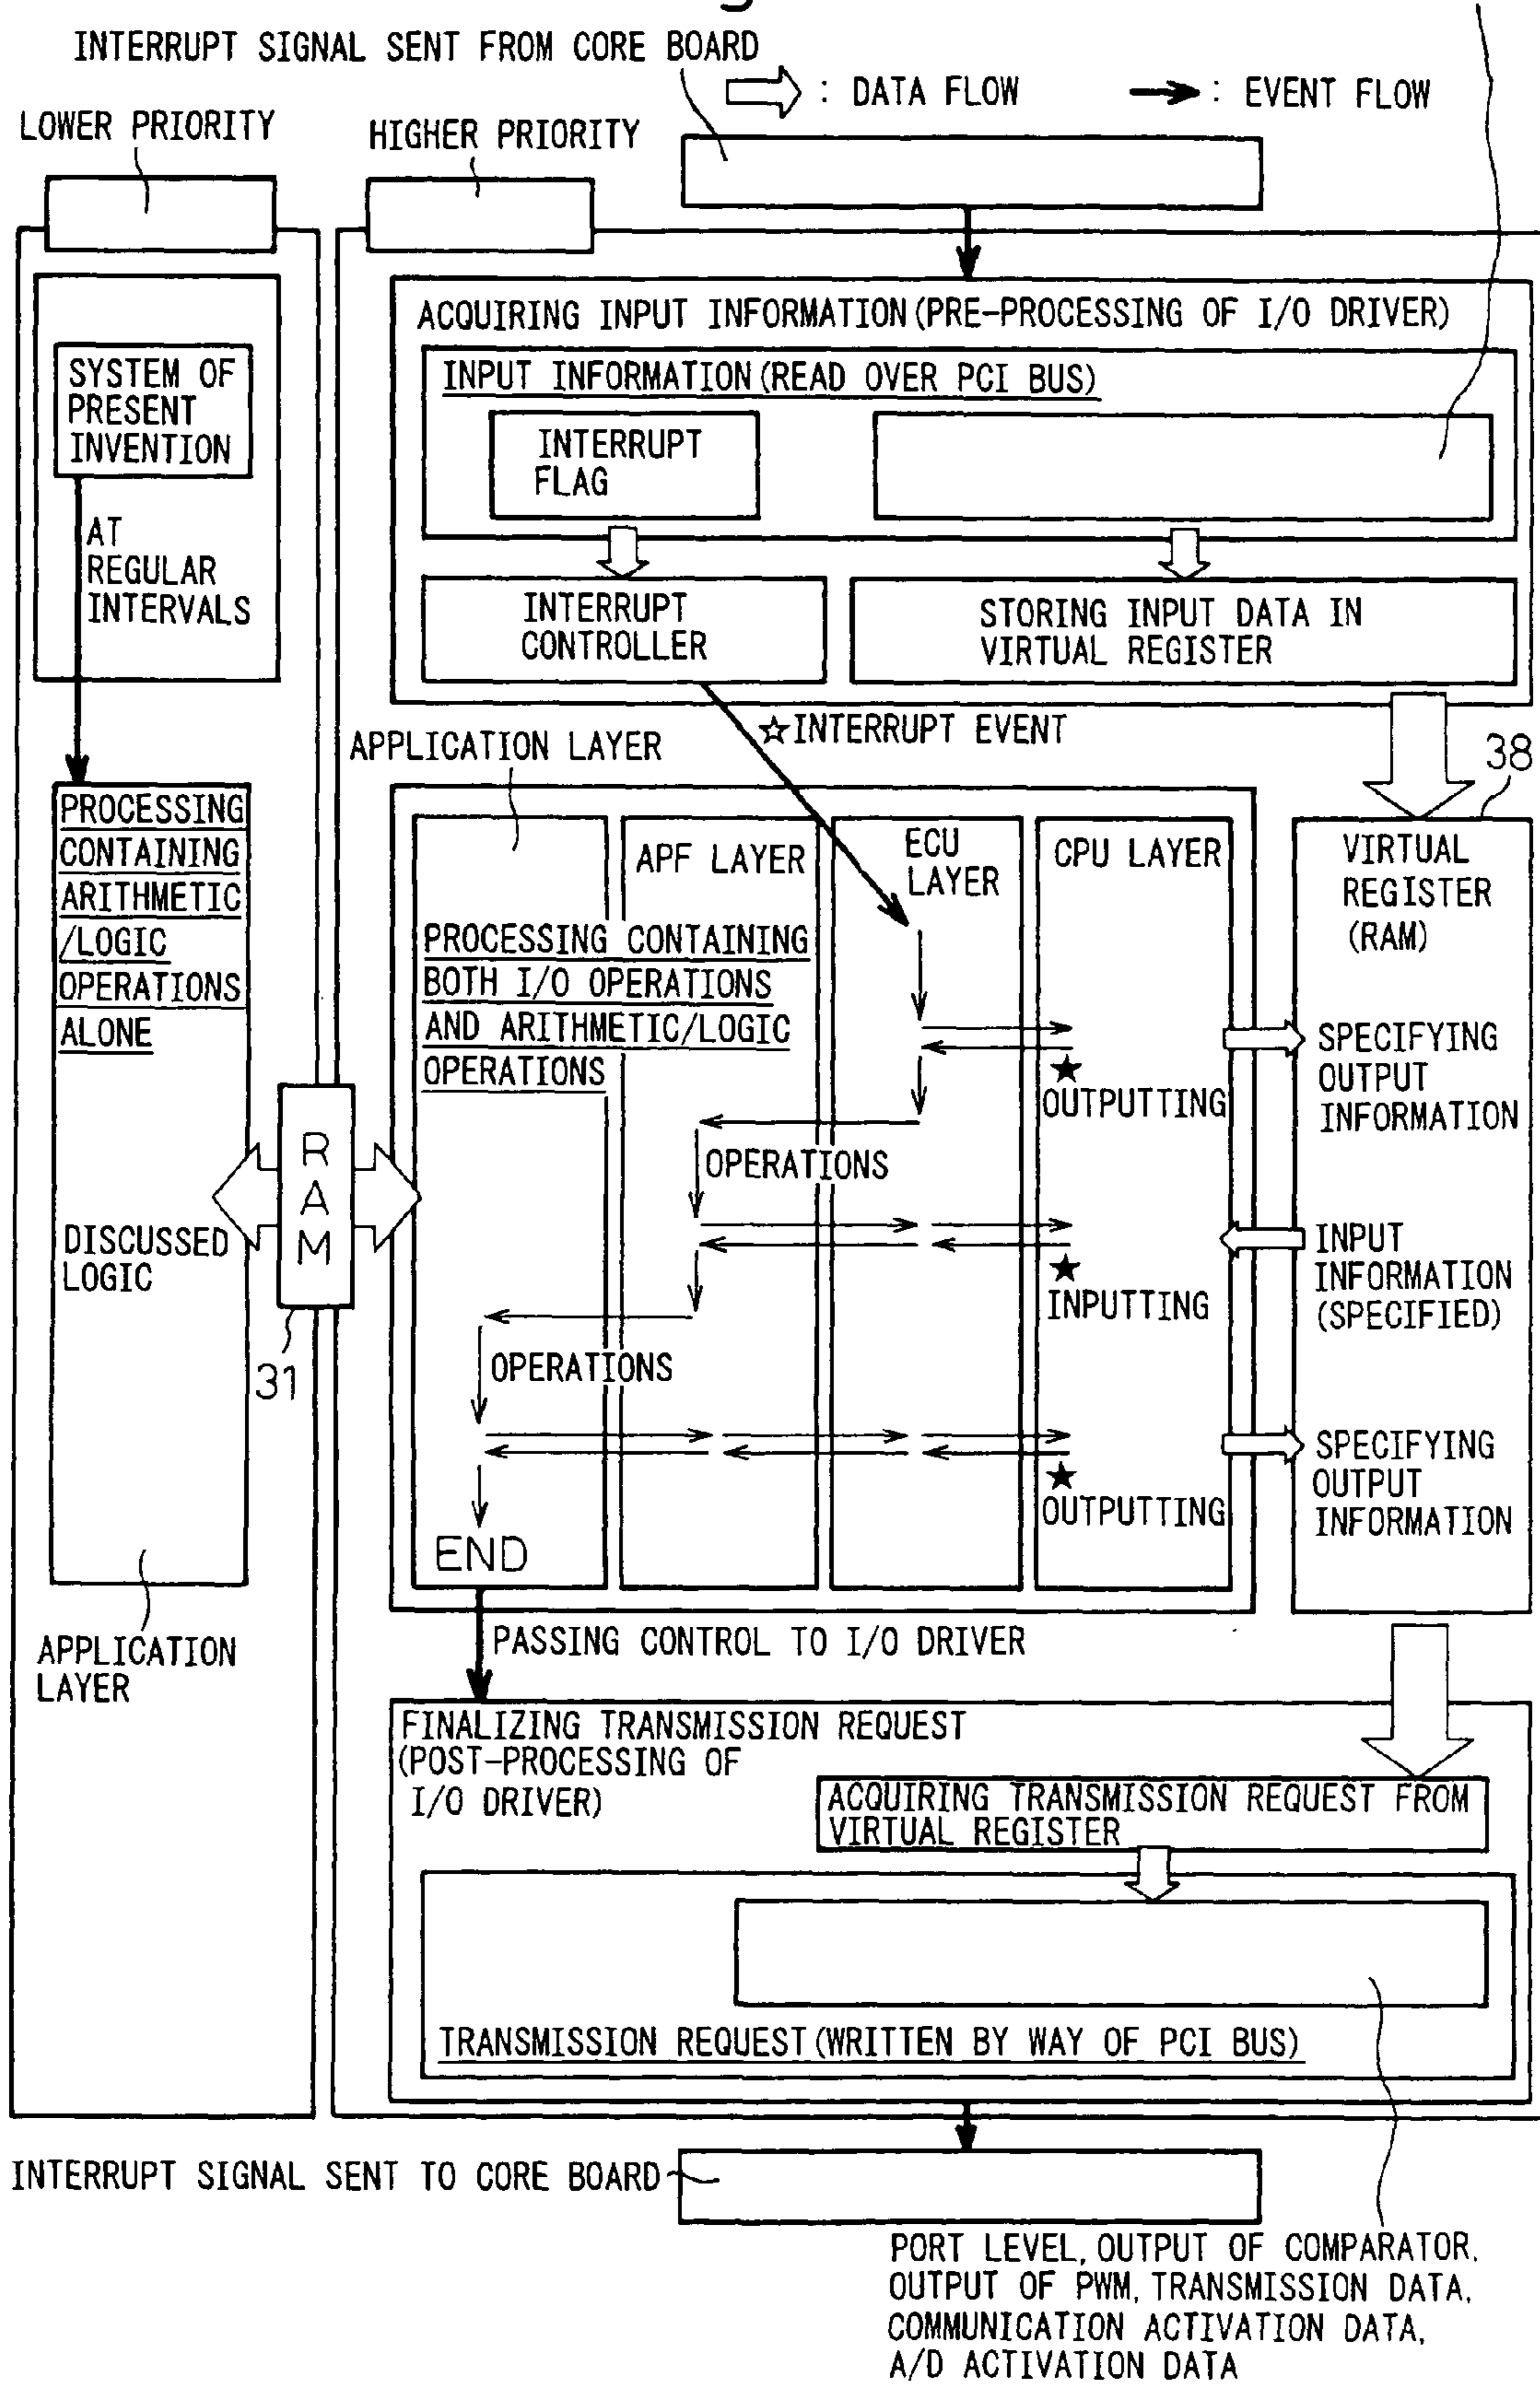 INTERRUPT SIGNAL SENT FROM CORE BOARD
: DATA FLOW
: EVENT FLOW
LOWER PRIORITY
HIGHER PRIORITY
ACQUIRING INPUT INFORMATION (PRE-PROCESSING OF I/O DRIVER)
INPUT INFORMATION (READ OVER PCI BUS)
SYSTEM OF
PRESENT
INVENTION
INTERRUPT
FLAG
AT
REGULAR
INTERVALS
INTERRUPT
CONTROLLER
STORING INPUT DATA IN
VIRTUAL REGISTER
☆INTERRUPT EVENT
APPLICATION LAYER
38
PROCESSING
CONTAINING
ARITHMETIC
/LOGIC
OPERATIONS
ALONE
APF LAYER
ECU
LAYER
CPU LAYER
VIRTUAL
REGISTER
(RAM)
PROCESSING CONTAINING
BOTH I/O OPERATIONS
AND ARITHMETIC/LOGIC
OPERATIONS
★
OUTPUTTING
SPECIFYING
OUTPUT
INFORMATION
RAM
OPERATIONS
DISCUSSED
LOGIC
★
INPUTTING
INPUT
INFORMATION
(SPECIFIED)
31
OPERATIONS
★
OUTPUTTING
SPECIFYING
OUTPUT
INFORMATION
END
APPLICATION
LAYER
PASSING CONTROL TO I/O DRIVER
FINALIZING TRANSMISSION REQUEST
(POST-PROCESSING OF
I/O DRIVER)
ACQUIRING TRANSMISSION REQUEST FROM
VIRTUAL REGISTER
TRANSMISSION REQUEST (WRITTEN BY WAY OF PCI BUS)
INTERRUPT SIGNAL SENT TO CORE BOARD
PORT LEVEL, OUTPUT OF COMPARATOR,
OUTPUT OF PWM, TRANSMISSION DATA,
COMMUNICATION ACTIVATION DATA,
A/D ACTIVATION DATA